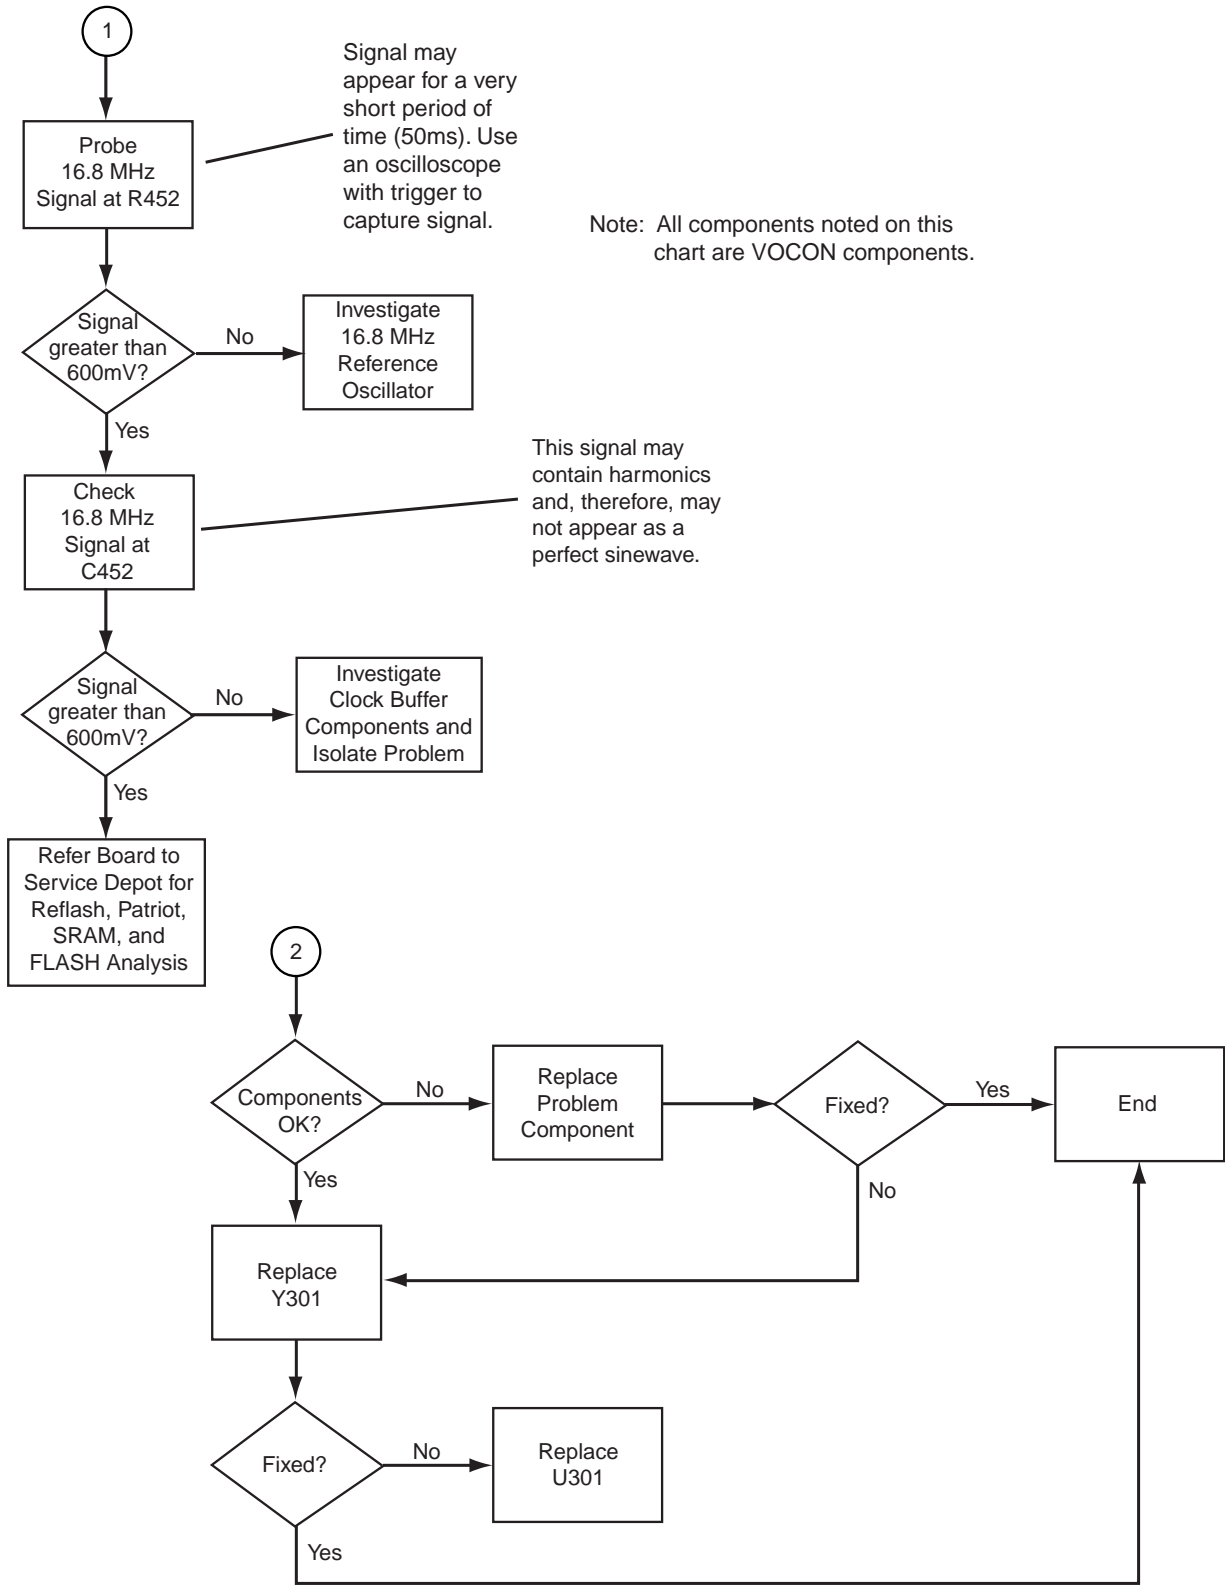 1
Signal may
appear for a very
short period of
time (50ms). Use
an oscilloscope
with trigger to
capture signal.
Probe
16.8 MHz
Signal at R452
Note: All components noted on this
chart are VOCON components.
Signal
greater than
600mV?
No
Investigate
16.8 MHz
Reference
Oscillator
Yes
This signal may
contain harmonics
and, therefore, may
not appear as a
perfect sinewave.
Check
16.8 MHz
Signal at
C452
Signal
greater than
600mV?
No
Investigate
Clock Buffer
Components and
Isolate Problem
Yes
Refer Board to
Service Depot for
Reflash, Patriot,
SRAM, and
FLASH Analysis
2
Components
OK?
No
Replace
Problem
Component
Fixed?
Yes
End
Yes
No
Replace
Y301
Fixed?
No
Replace
U301
Yes